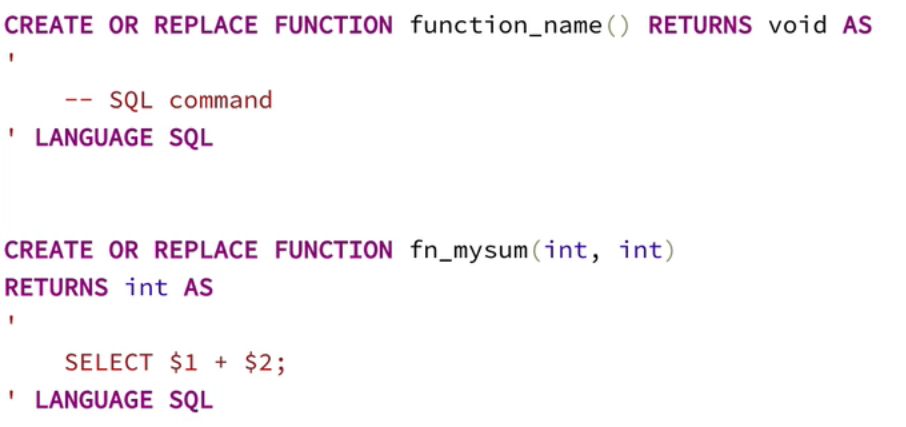 CREATE OR REPLACE FUNCTION function_name() RETURNS void AS
'
    -- SQL command
' LANGUAGE SQL
CREATE OR REPLACE FUNCTION fn_mysum(int, int)
RETURNS int AS
'
    SELECT $1 + $2;
' LANGUAGE SQL